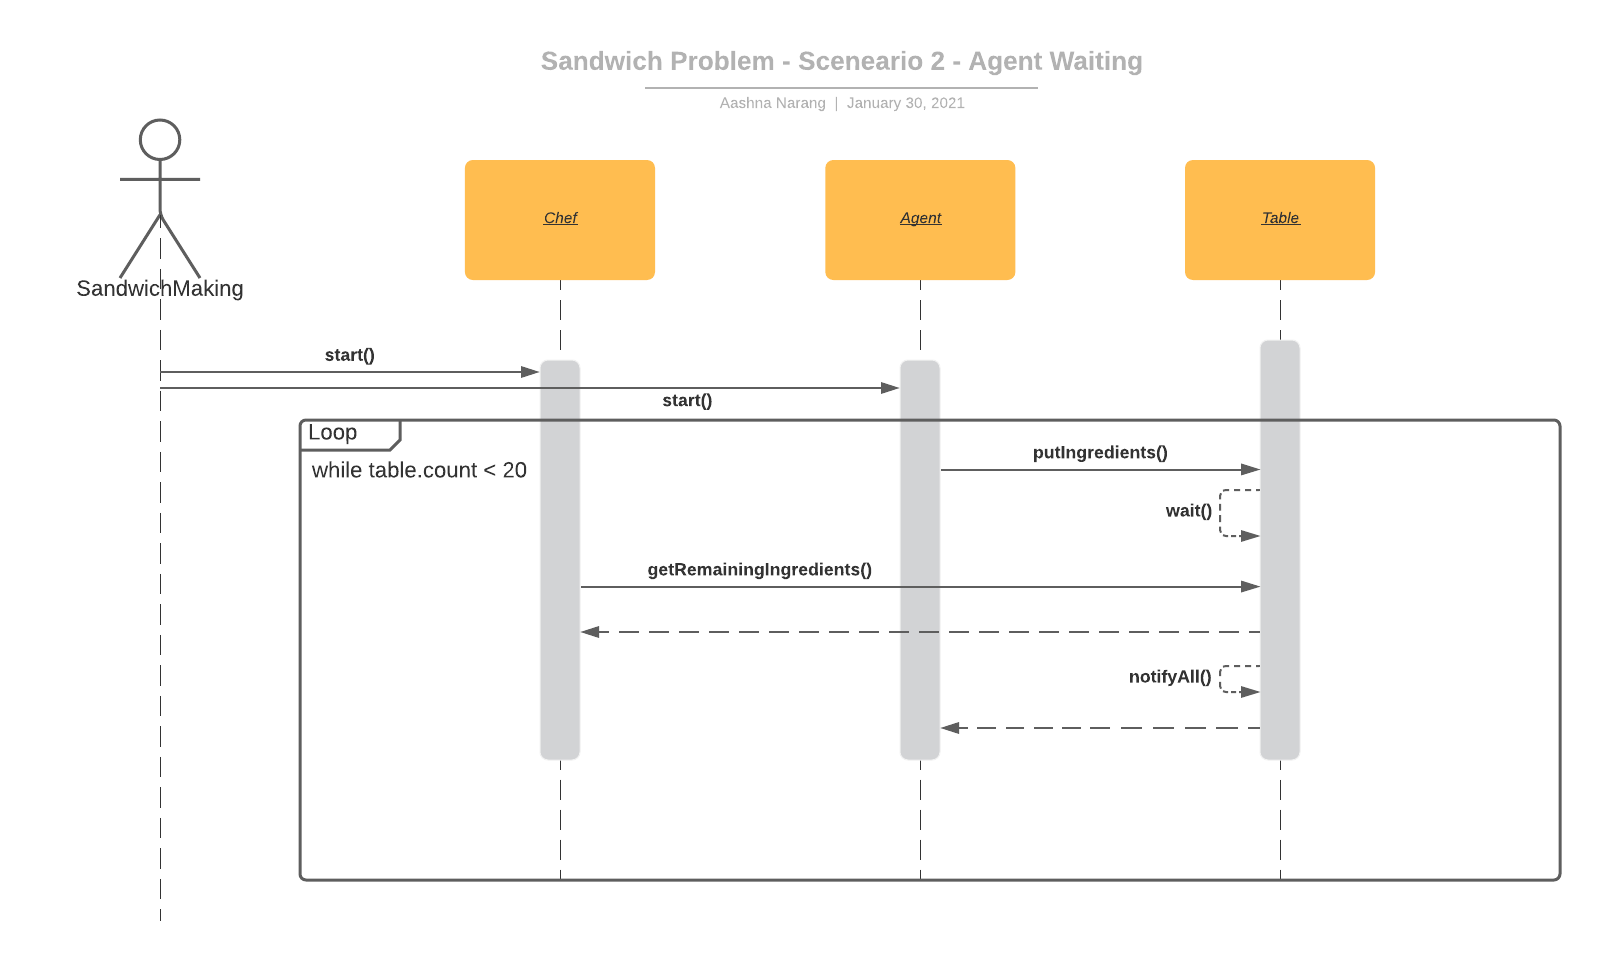 Sandwich Problem - Sceneario 2 - Agent Waiting
Aashna Narang | January 30, 2021
Chef
Agent
Table
SandwichMaking
start()
start()
Loop
while table.count < 20
putIngredients()
wait()
getRemainingIngredients()
notifyAll()